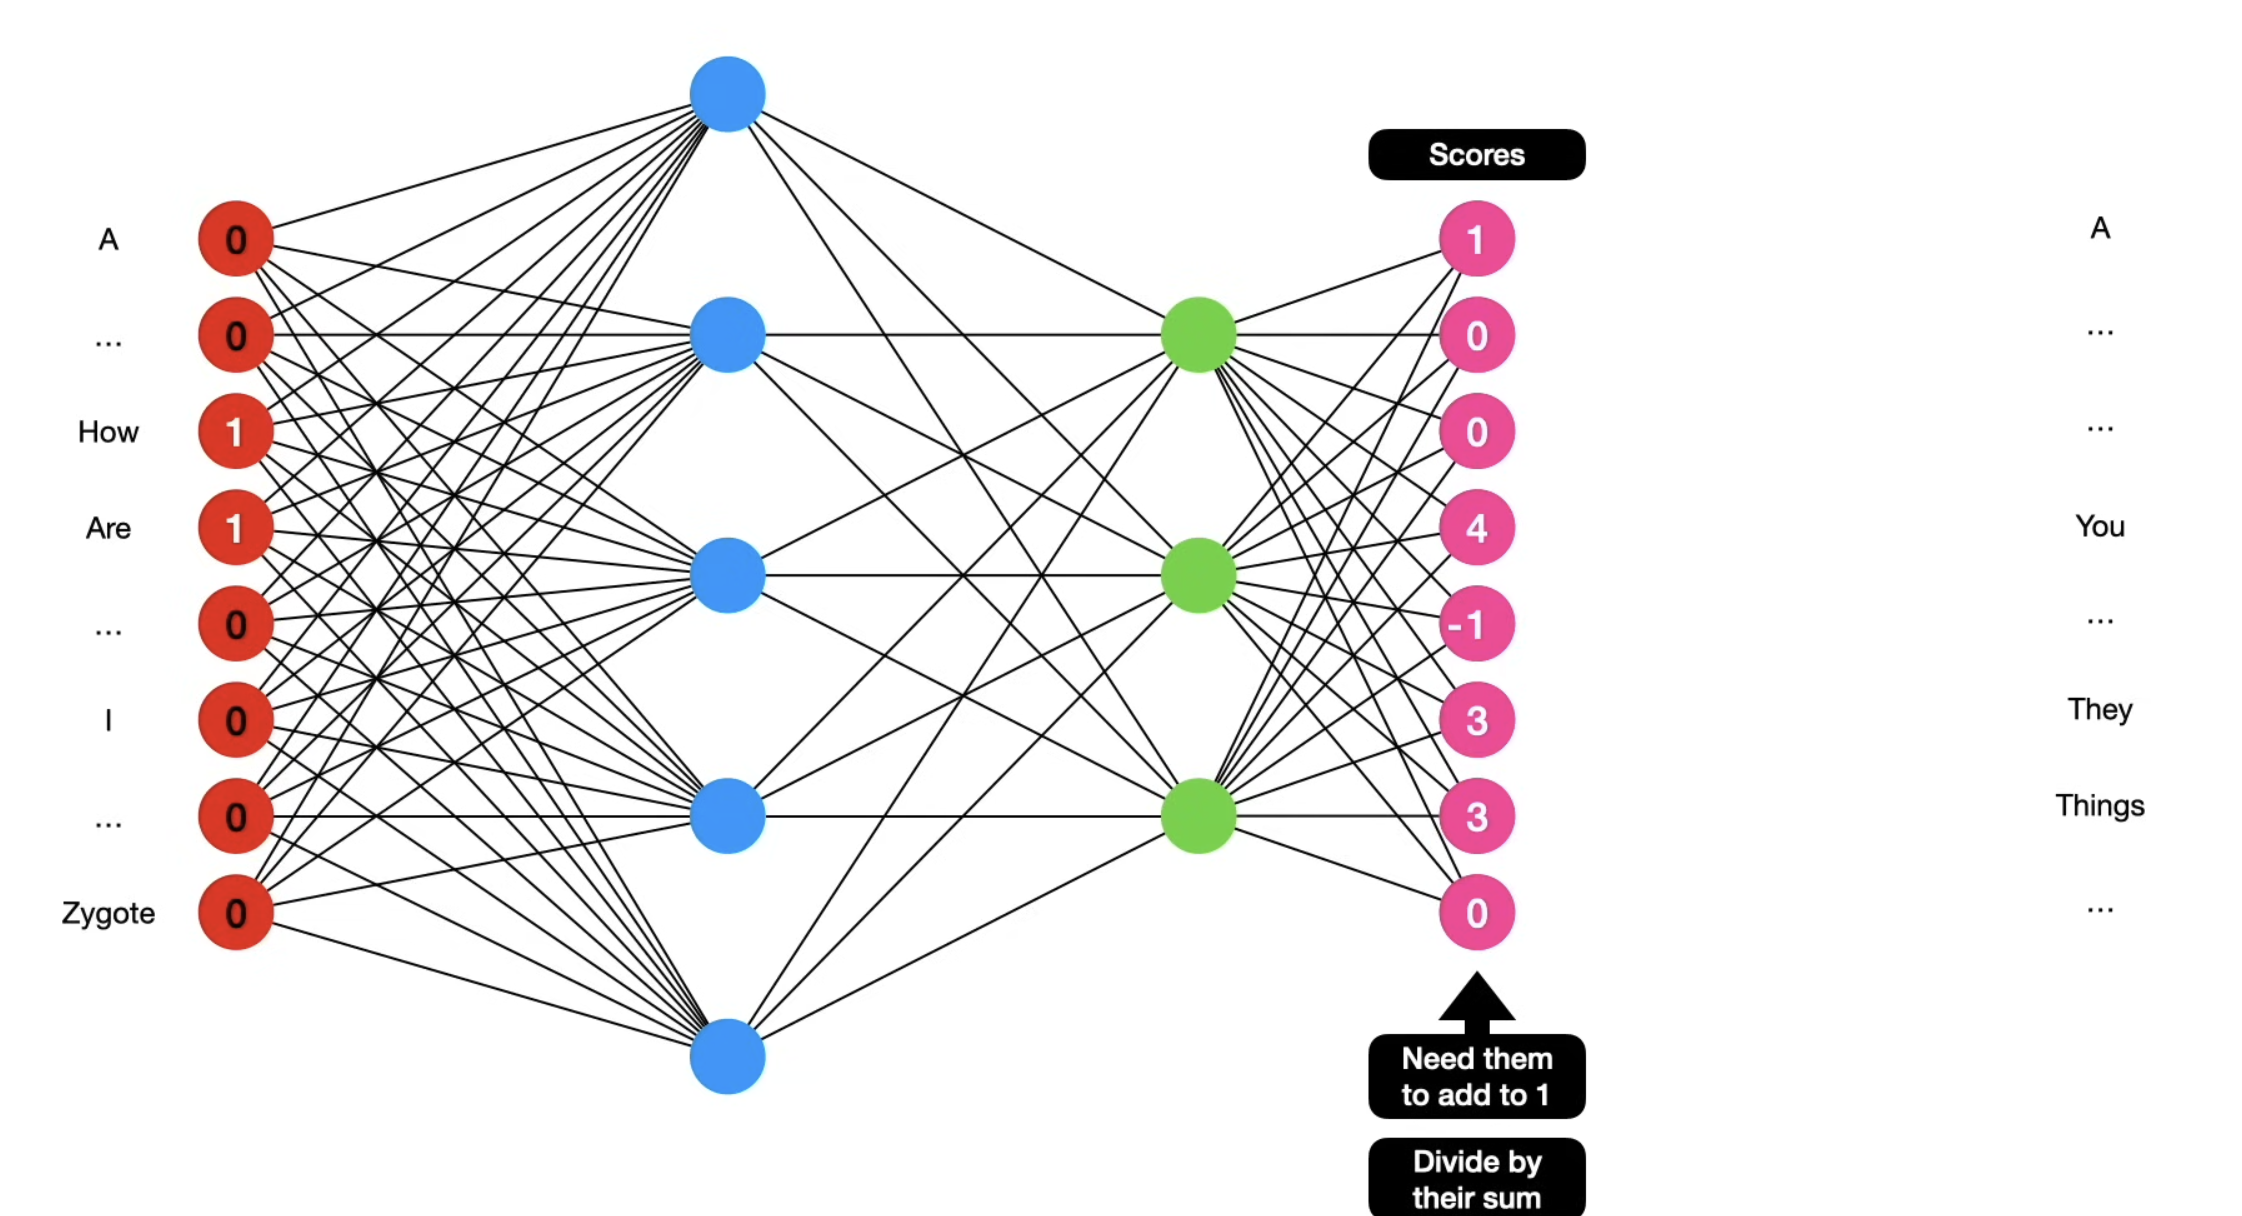 Scores
A 0 1 A
... 0 0 ...
How 1 0 ...
Are 1 4 You
... 0 -1 ...
I 0 3 They
... 0 3 Things
Zygote 0 0 ...
Need them
to add to 1
Divide by
their sum